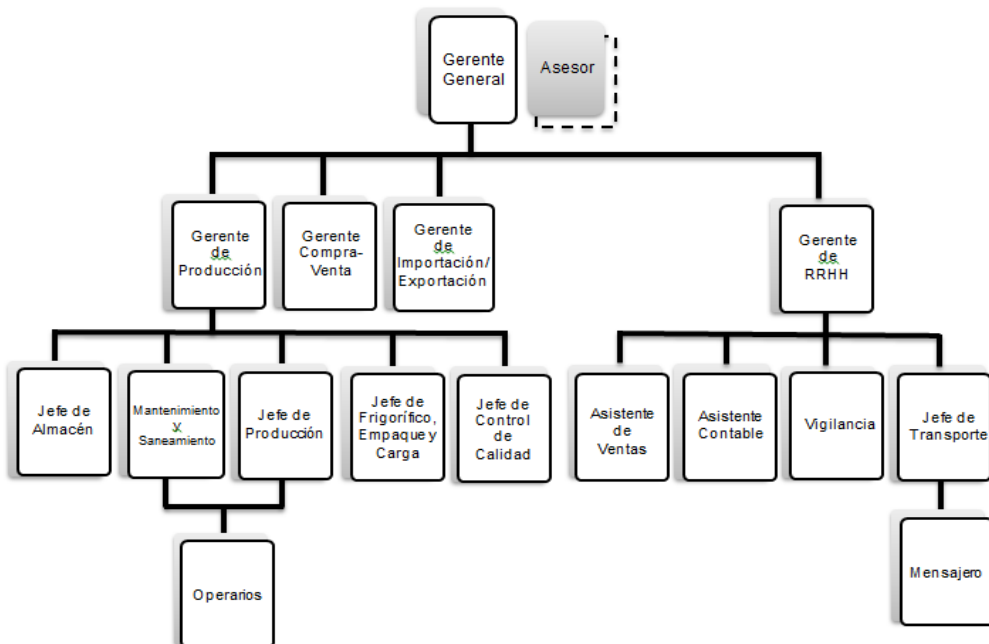 Gerente
General
Asesor
Gerente
de
Producción
Gerente
Compra-
Venta
Gerente
de
Importación/
Exportación
Gerente
de
RRHH
Jefe de
Almacén
Mantenimiento
y
Saneamiento
Jefe de
Producción
Jefe de
Frigorífico,
Empaque y
Carga
Jefe de
Control
de
Calidad
Asistente
de
Ventas
Asistente
Contable
Vigilancia
Jefe de
Transporte
Operarios
Mensajero